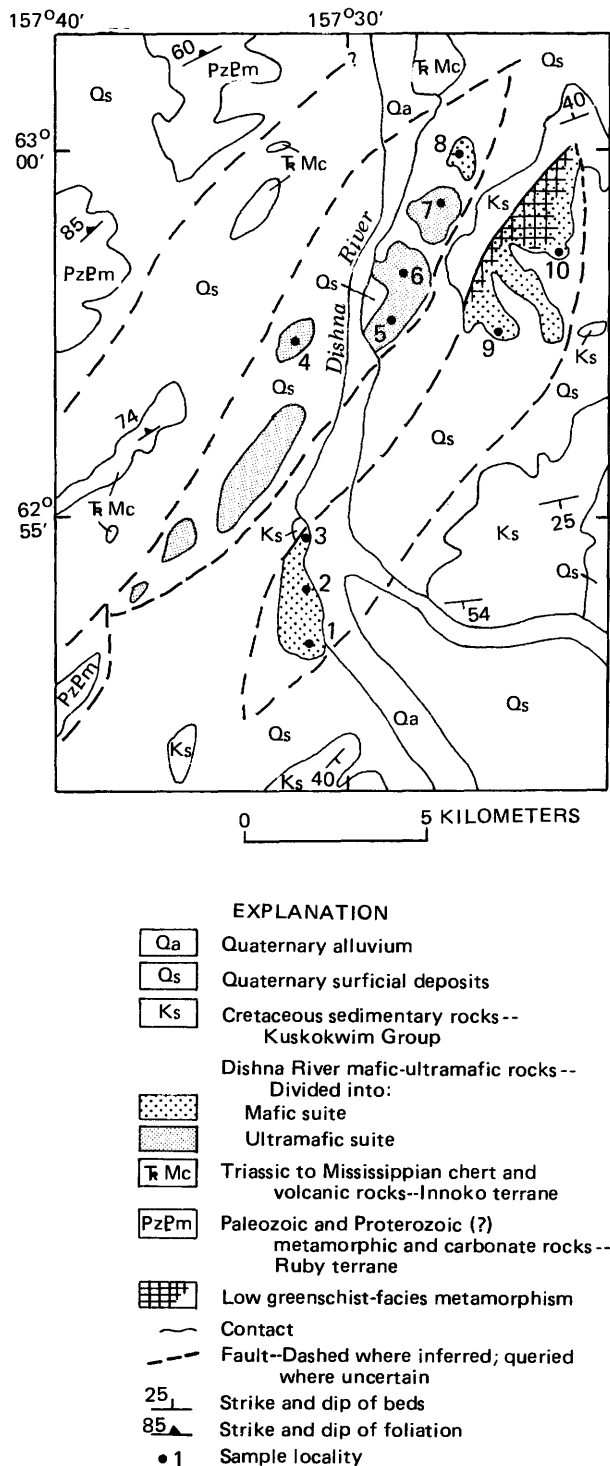 157°40'
157°30'
60
PzPm
Qs
?
TR Mc
Qs
Qa
40
63°
00'
8
TR Mc
Ks
85
7
PzPm
River
10
Qs
Qs
6
5
9
4
Dishna
Ks
Qs
Qs
Qs
74
62°
55'
TR Mc
Ks
3
25
Ks
Qs
2
54
1
PzPm
Qs
Qa
Ks
Qs
Ks
40
0 5 KILOMETERS
EXPLANATION
Qa Quaternary alluvium
Qs Quaternary surficial deposits
Ks Cretaceous sedimentary rocks--
Kuskokwim Group
Dishna River mafic-ultramafic rocks--
Divided into:
Mafic suite
Ultramafic suite
TR Mc Triassic to Mississippian chert and
volcanic rocks--Innoko terrane
PzPm Paleozoic and Proterozoic (?)
metamorphic and carbonate rocks--
Ruby terrane
Low greenschist-facies metamorphism
Contact
Fault--Dashed where inferred; queried
where uncertain
25 Strike and dip of beds
85 Strike and dip of foliation
•1 Sample locality